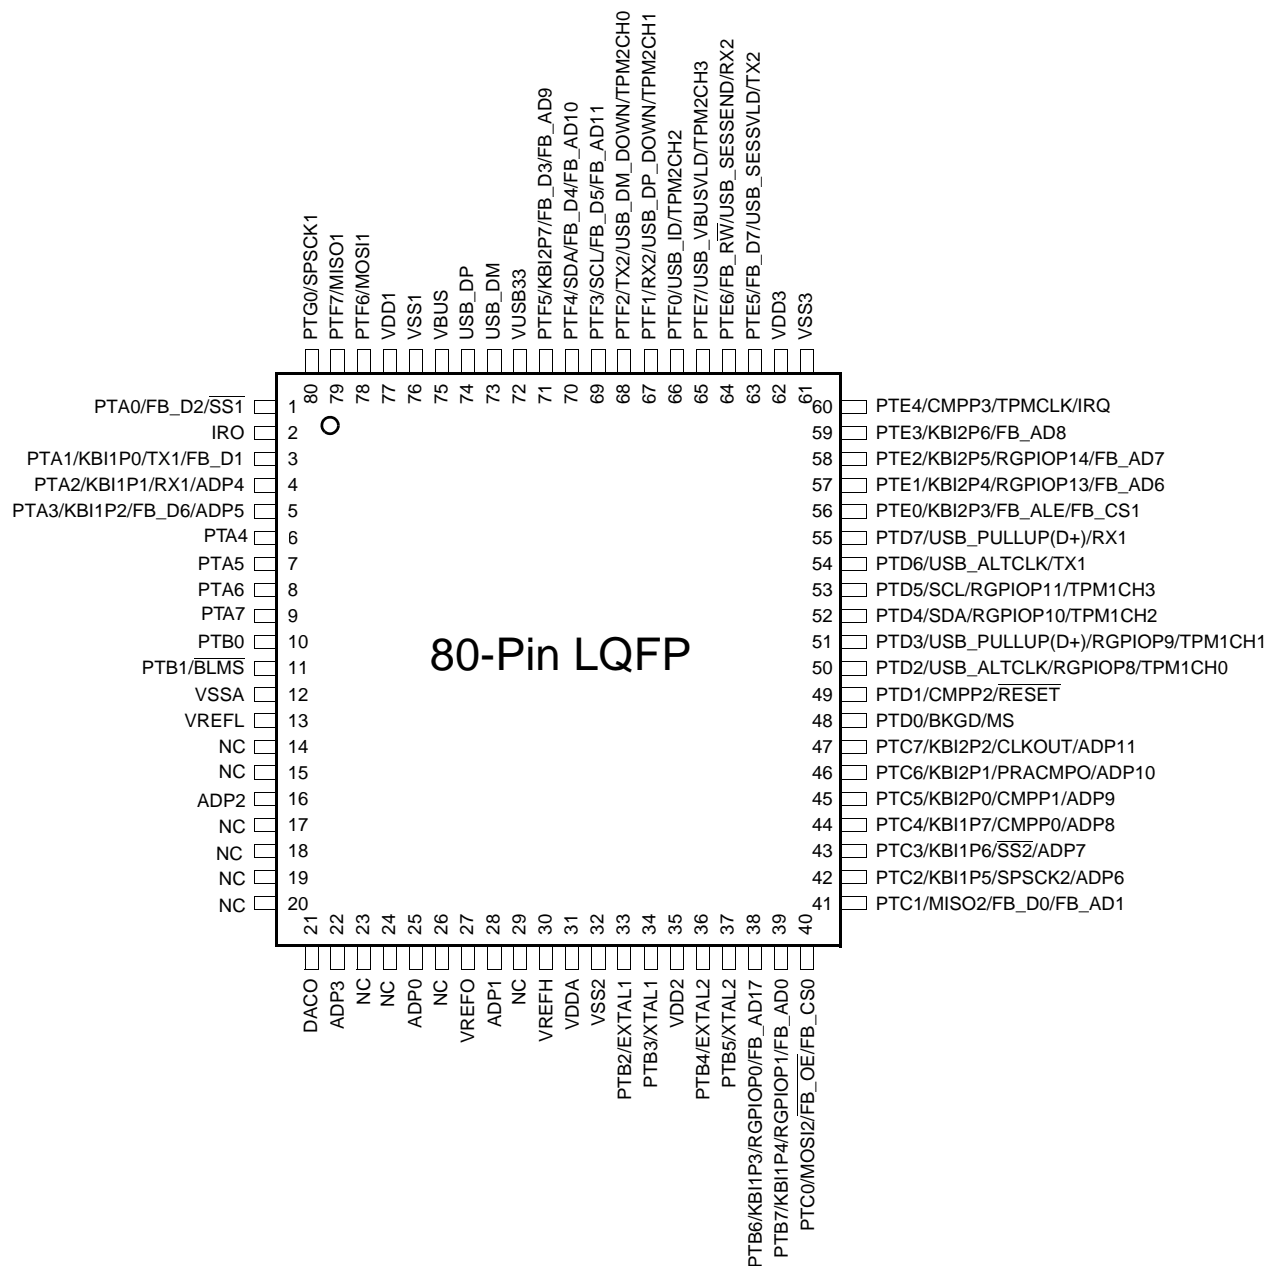 PTG0/SPSCK1
PTF7/MISO1
PTF6/MOSI1
VDD1
VSS1
VBUS
USB_DP
USB_DM
VUSB33
PTF5/KBI2P7/FB_D3/FB_AD9
PTF4/SDA/FB_D4/FB_AD10
PTF3/SCL/FB_D5/FB_AD11
PTF2/TX2/USB_DM_DOWN/TPM2CH0
PTF1/RX2/USB_DP_DOWN/TPM2CH1
PTF0/USB_ID/TPM2CH2
PTE7/USB_VBUSVLD/TPM2CH3
PTE6/FB_RW/USB_SESSEND/RX2
PTE5/FB_D7/USB_SESSVLD/TX2
VDD3
VSS3
80
79
78
77
76
75
74
73
72
71
70
69
68
67
66
65
64
63
62
61
PTA0/FB_D2/SS1 1
IRO 2
PTA1/KBI1P0/TX1/FB_D1 3
PTA2/KBI1P1/RX1/ADP4 4
PTA3/KBI1P2/FB_D6/ADP5 5
PTA4 6
PTA5 7
PTA6 8
PTA7 9
PTB0 10
PTB1/BLMS 11
VSSA 12
VREFL 13
NC 14
NC 15
ADP2 16
NC 17
NC 18
NC 19
NC 20
80-Pin LQFP
60 PTE4/CMPP3/TPMCLK/IRQ
59 PTE3/KBI2P6/FB_AD8
58 PTE2/KBI2P5/RGPIOP14/FB_AD7
57 PTE1/KBI2P4/RGPIOP13/FB_AD6
56 PTE0/KBI2P3/FB_ALE/FB_CS1
55 PTD7/USB_PULLUP(D+)/RX1
54 PTD6/USB_ALTCLK/TX1
53 PTD5/SCL/RGPIOP11/TPM1CH3
52 PTD4/SDA/RGPIOP10/TPM1CH2
51 PTD3/USB_PULLUP(D+)/RGPIOP9/TPM1CH1
50 PTD2/USB_ALTCLK/RGPIOP8/TPM1CH0
49 PTD1/CMPP2/RESET
48 PTD0/BKGD/MS
47 PTC7/KBI2P2/CLKOUT/ADP11
46 PTC6/KBI2P1/PRACMPO/ADP10
45 PTC5/KBI2P0/CMPP1/ADP9
44 PTC4/KBI1P7/CMPP0/ADP8
43 PTC3/KBI1P6/SS2/ADP7
42 PTC2/KBI1P5/SPSCK2/ADP6
41 PTC1/MISO2/FB_D0/FB_AD1
21
22
23
24
25
26
27
28
29
30
31
32
33
34
35
36
37
38
39
40
DACO
ADP3
NC
NC
ADP0
NC
VREFO
ADP1
NC
VREFH
VDDA
VSS2
PTB2/EXTAL1
PTB3/XTAL1
VDD2
PTB4/EXTAL2
PTB5/XTAL2
PTB6/KBI1P3/RGPIOP0/FB_AD17
PTB7/KBI1P4/RGPIOP1/FB_AD0
PTC0/MOSI2/FB_OE/FB_CS0